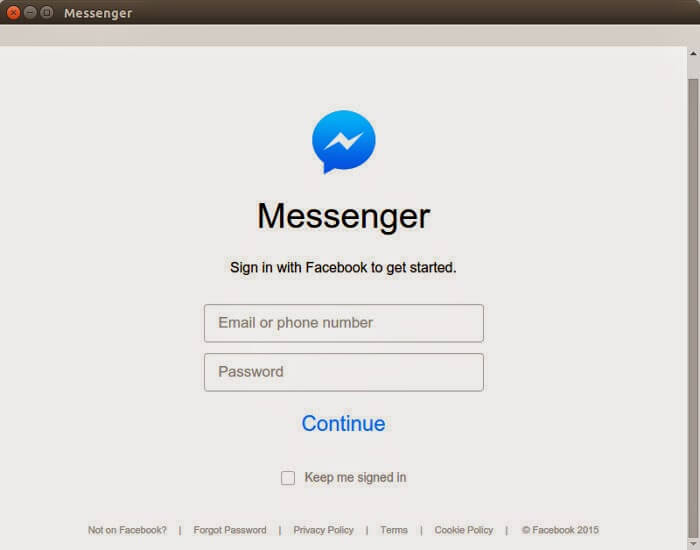 Messenger
Messenger
Sign in with Facebook to get started.
Email or phone number
Password
Continue
Keep me signed in
Not on Facebook? | Forgot Password | Privacy Policy | Terms | Cookie Policy | © Facebook 2015